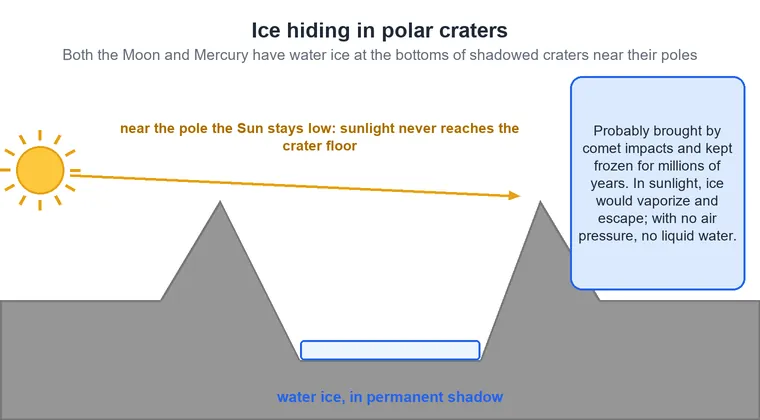 Ice hiding in polar craters
Both the Moon and Mercury have water ice at the bottoms of shadowed craters near their poles
near the pole the Sun stays low: sunlight never reaches the
crater floor
Probably brought by
comet impacts and kept
frozen for millions of
years. In sunlight, ice
would vaporize and
escape; with no air
pressure, no liquid water.
water ice, in permanent shadow